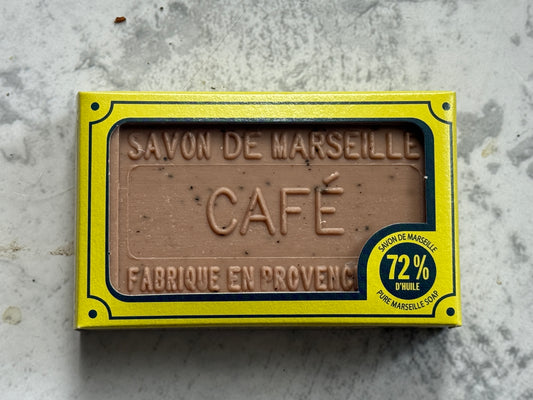 SAVON DE MARSEILLE
CAFÉ
FABRIQUE EN PROVENC
SAVON DE MARSEILLE
72%
D'HUILE
PURE MARSEILLE SOAP